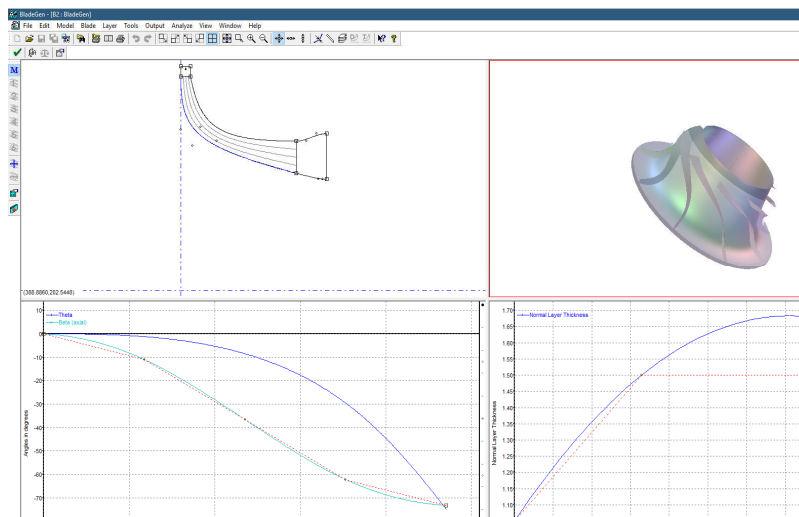 BladeGen - [B2 : BladeGen]
File Edit Model Blade Layer Tools Output Analyze View Window Help
M
(388.8860,282.5448)
10
0
-10
-20
-30
-40
-50
-60
-70
Angles in degrees
Theta
Beta (axial)
1.70
1.65
1.60
1.55
1.50
1.45
1.40
1.35
1.30
1.25
1.20
1.15
1.10
Normal Layer Thickness
Normal Layer Thickness